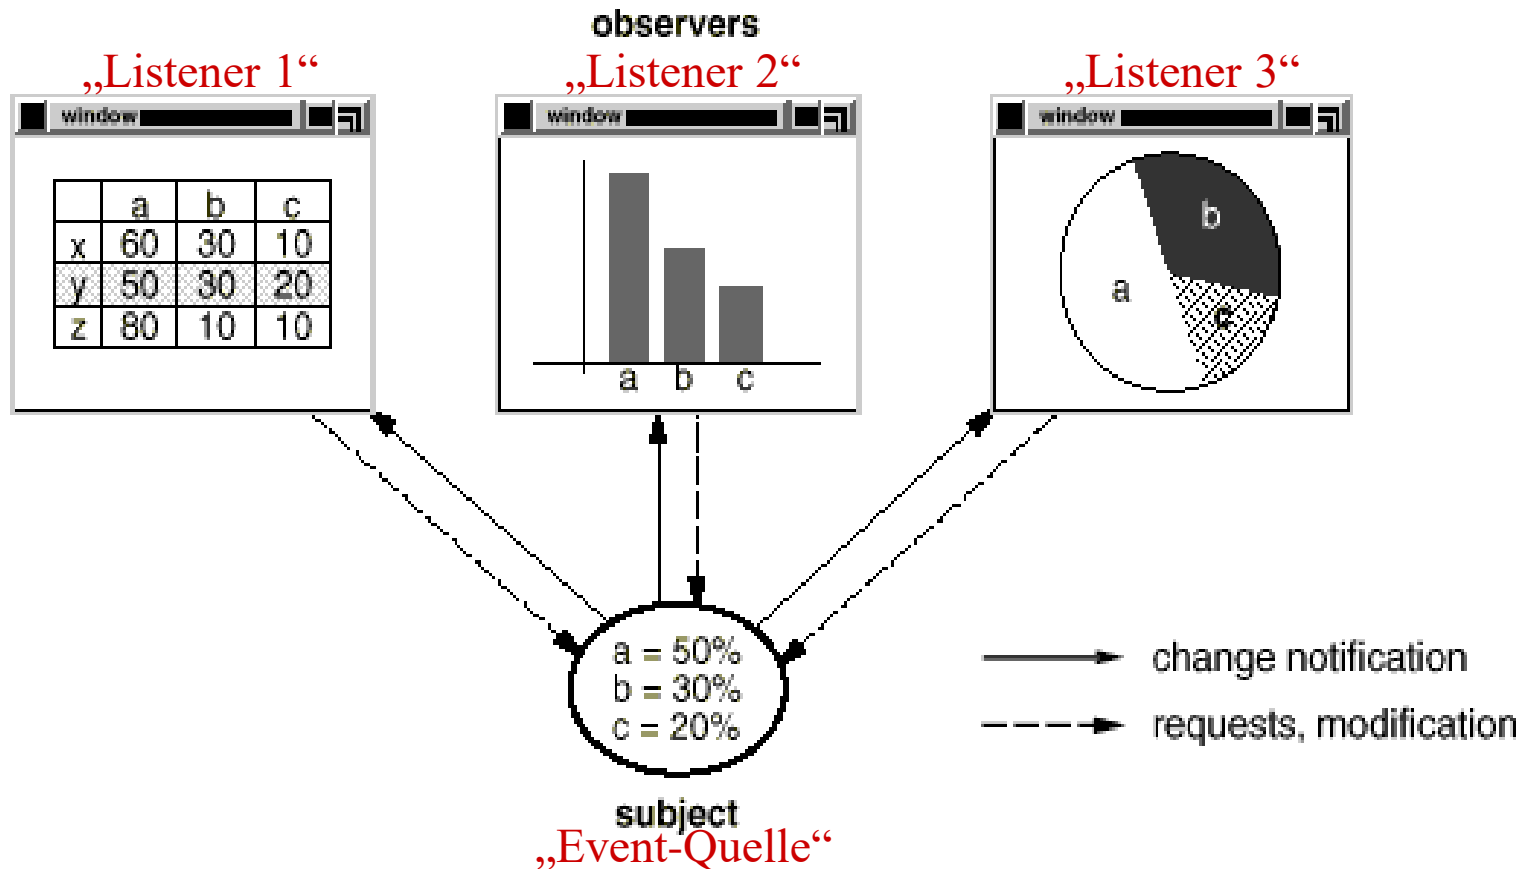 observers
„Listener 1“
„Listener 2“
„Listener 3“
window
window
window
a b c
x 60 30 10
y 50 30 20
z 80 10 10
a b c
a
b
c
a = 50%
b = 30%
c = 20%
change notification
requests, modification
subject
„Event-Quelle“